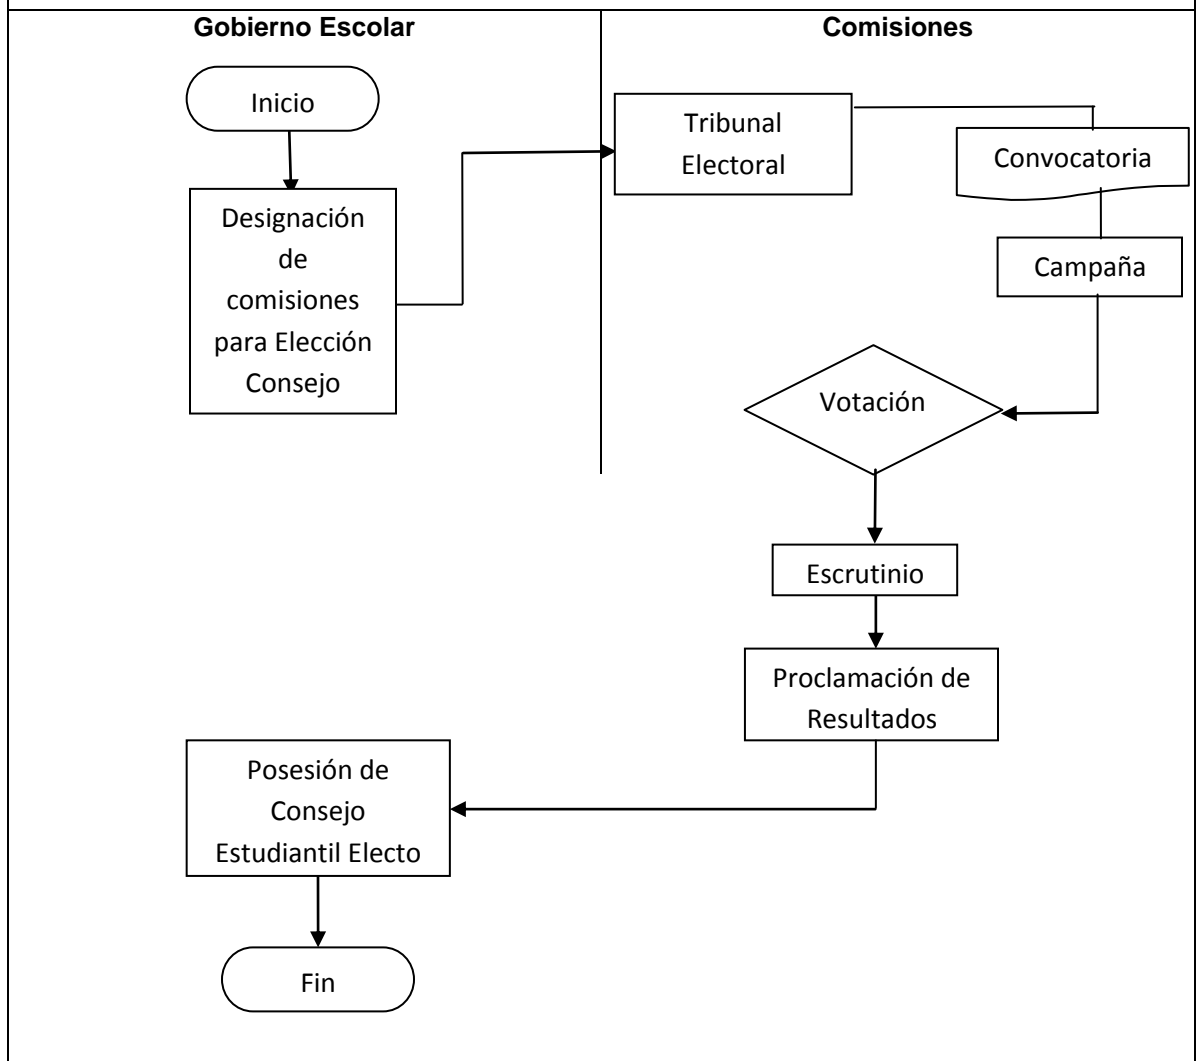 Gobierno Escolar
Comisiones
Inicio
Designación
de
comisiones
para Elección
Consejo
Tribunal
Electoral
Convocatoria
Campaña
Votación
Escrutinio
Proclamación de
Resultados
Posesión de
Consejo
Estudiantil Electo
Fin